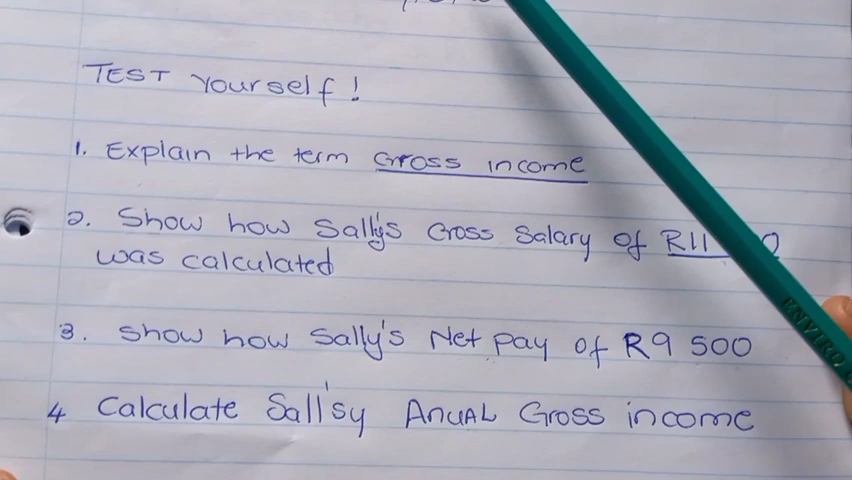 TEST Yourself!
1. Explain the term Gross income
2. Show how Sally's Gross Salary of
was calculated
3. Show how Sally's Net pay of R9 500
4 Calculate Sall'sy AnuAL Gross income
ENVIRO